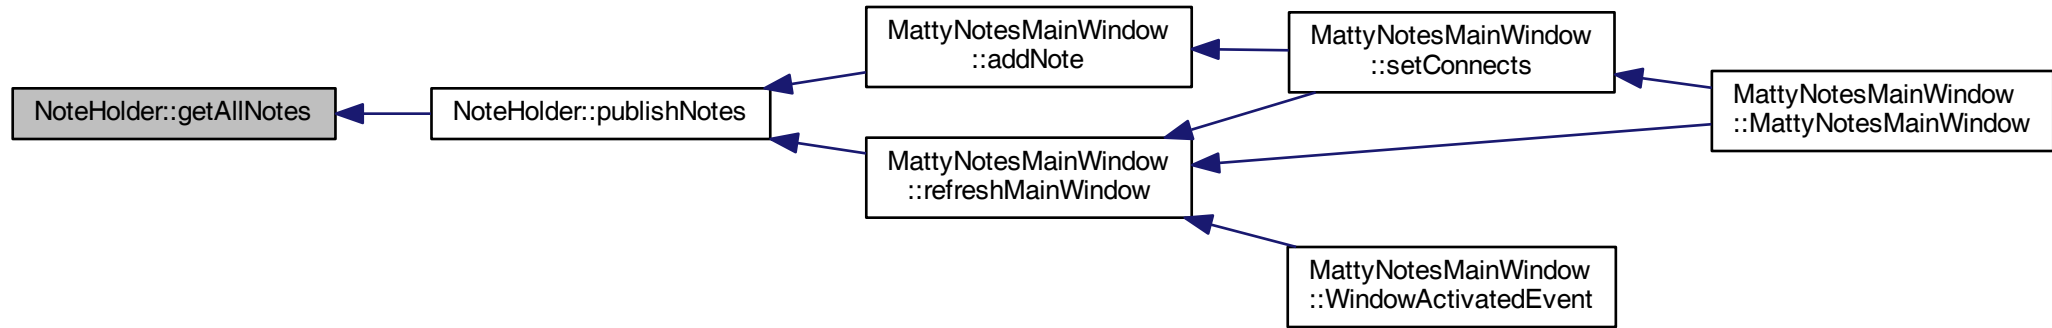 NoteHolder::getAllNotes
NoteHolder::publishNotes
MattyNotesMainWindow
::addNote
MattyNotesMainWindow
::refreshMainWindow
MattyNotesMainWindow
::setConnects
MattyNotesMainWindow
::WindowActivatedEvent
MattyNotesMainWindow
::MattyNotesMainWindow